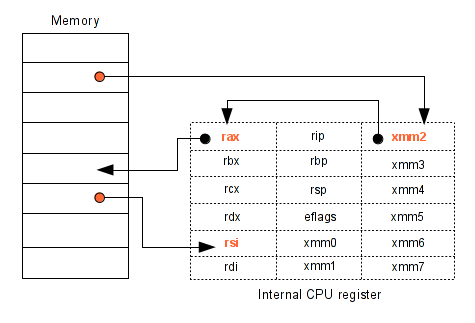 Memory
rax rip xmm2
rbx rbp xmm3
rcx rsp xmm4
rdx eflags xmm5
rsi xmm0 xmm6
rdi xmm1 xmm7
Internal CPU register